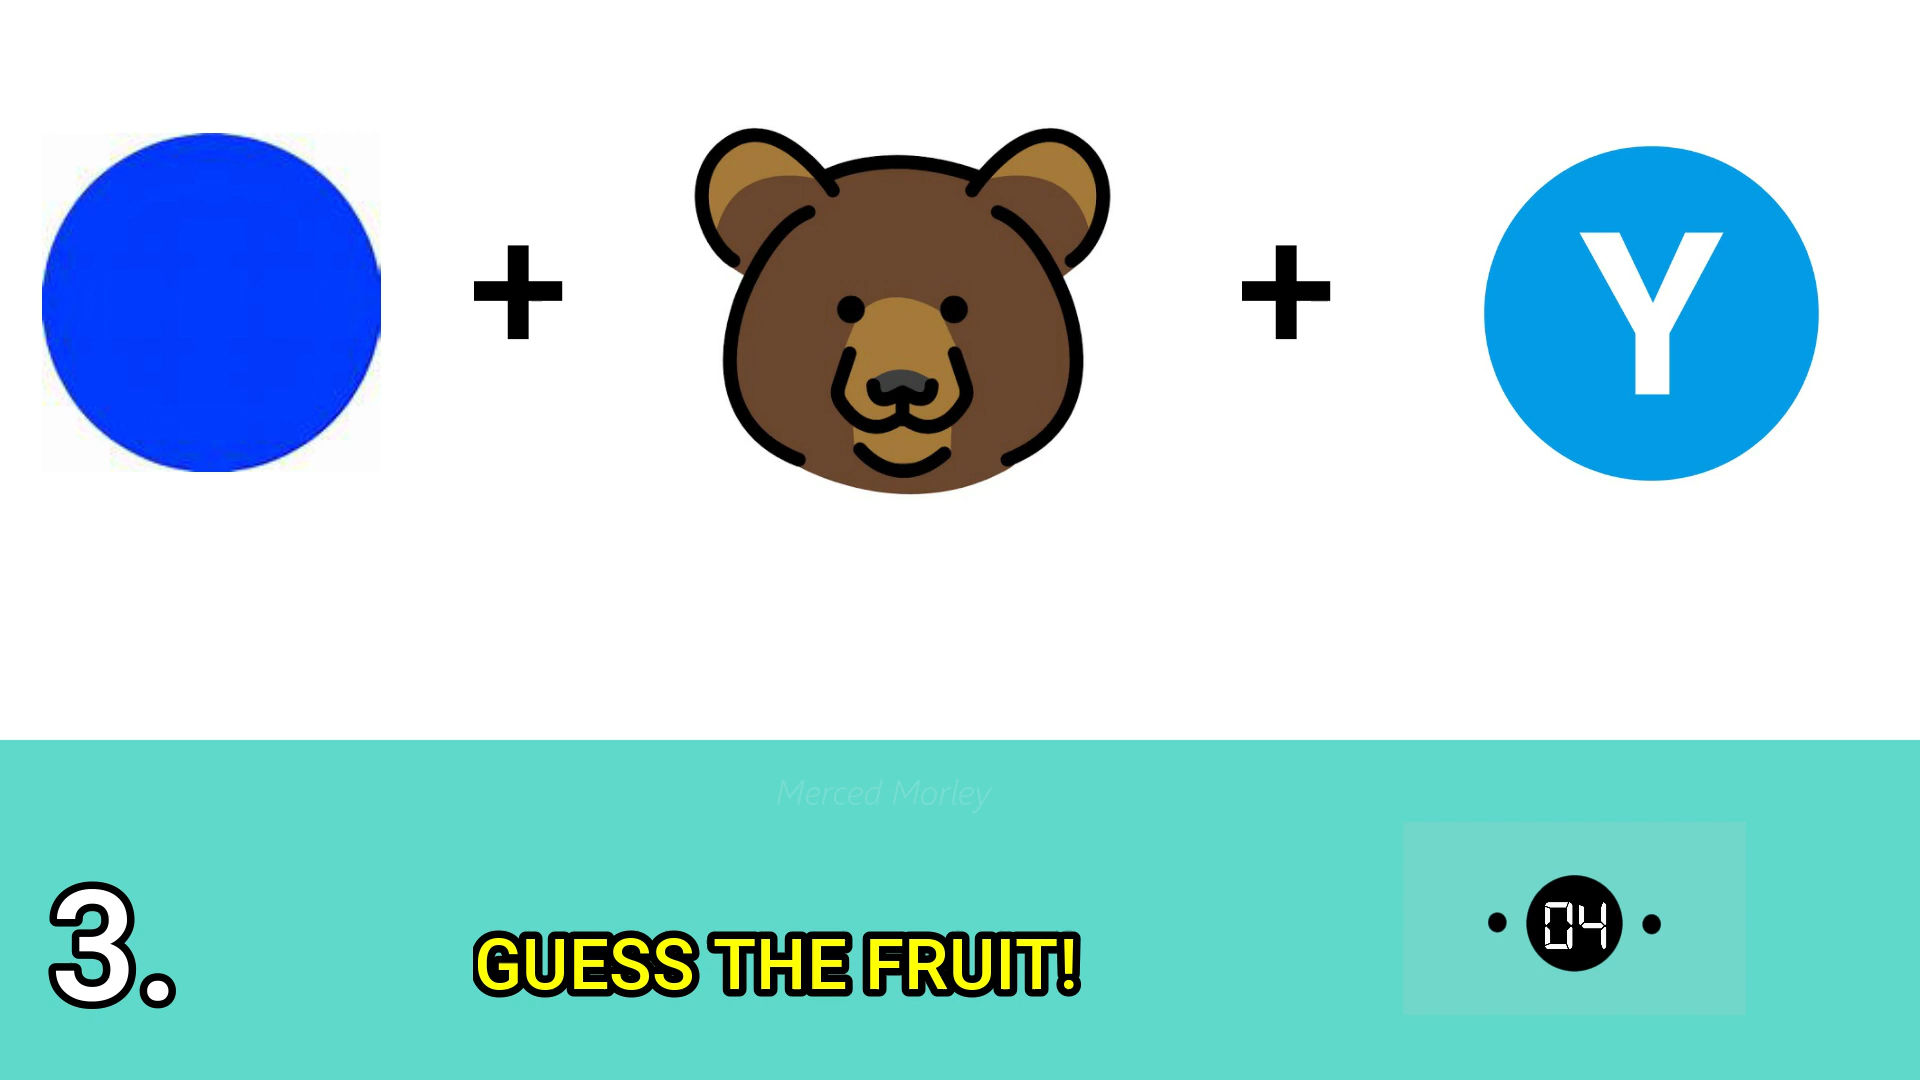 + + Y
Merced Morley
3.
GUESS THE FRUIT!
04